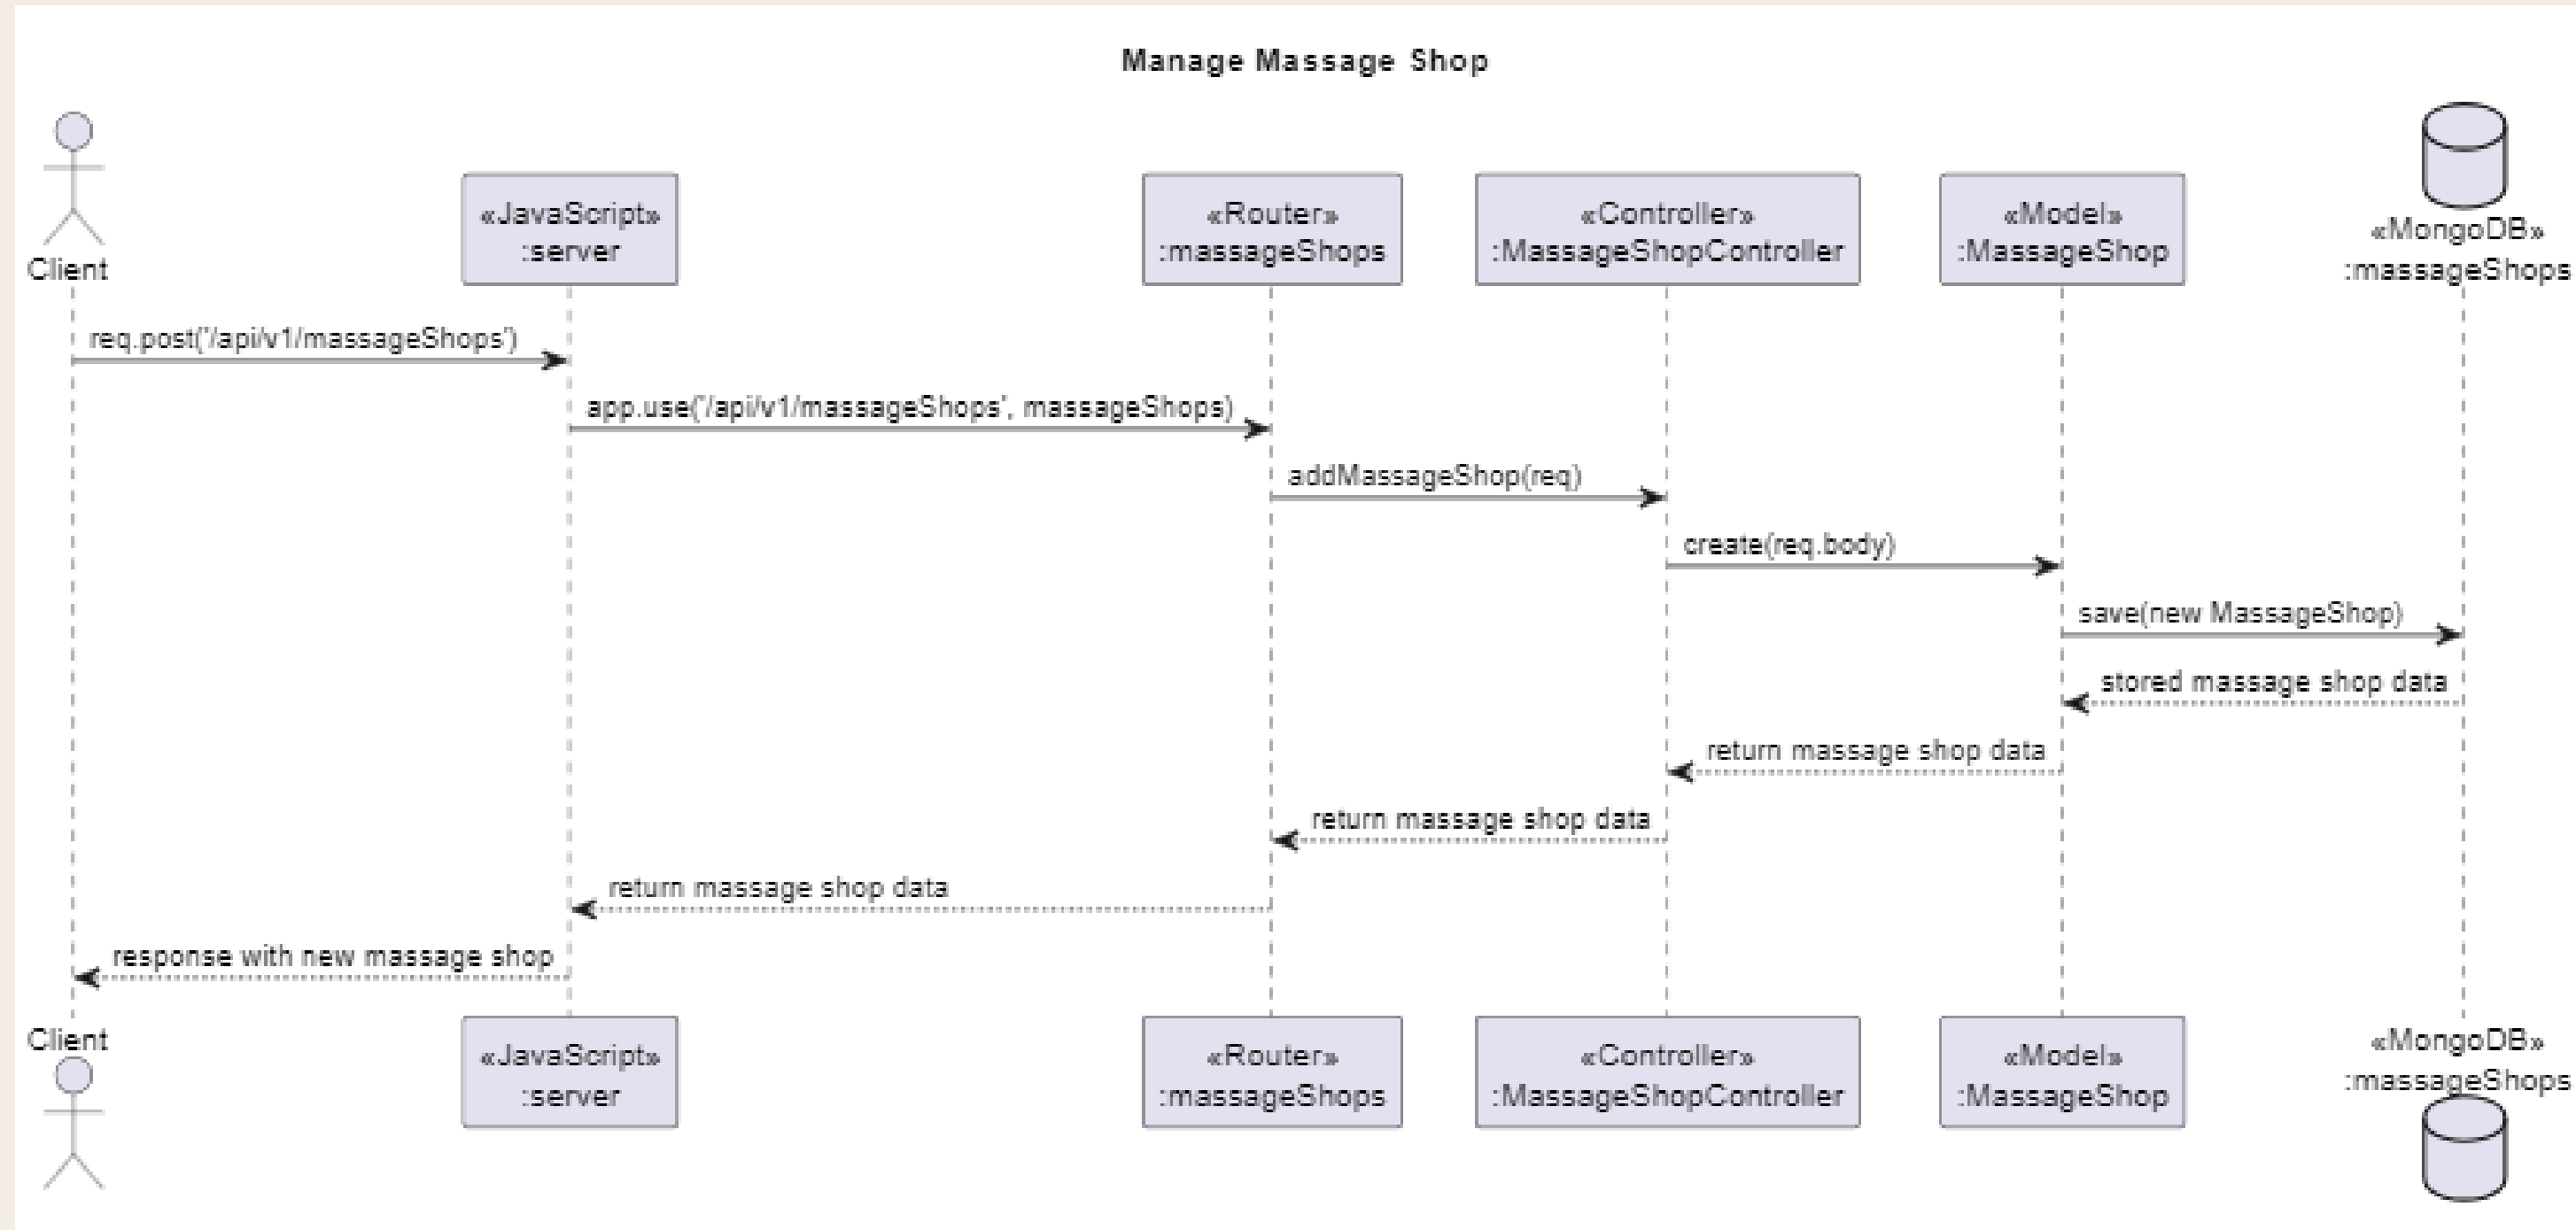 Manage Massage Shop
Client
«JavaScript»
:server
«Router»
:massageShops
«Controller»
:MassageShopController
«Model»
:MassageShop
«MongoDB»
:massageShops
req.post('/api/v1/massageShops')
app.use('/api/v1/massageShops', massageShops)
addMassageShop(req)
create(req.body)
save(new MassageShop)
stored massage shop data
return massage shop data
return massage shop data
return massage shop data
response with new massage shop
Client
«JavaScript»
:server
«Router»
:massageShops
«Controller»
:MassageShopController
«Model»
:MassageShop
«MongoDB»
:massageShops